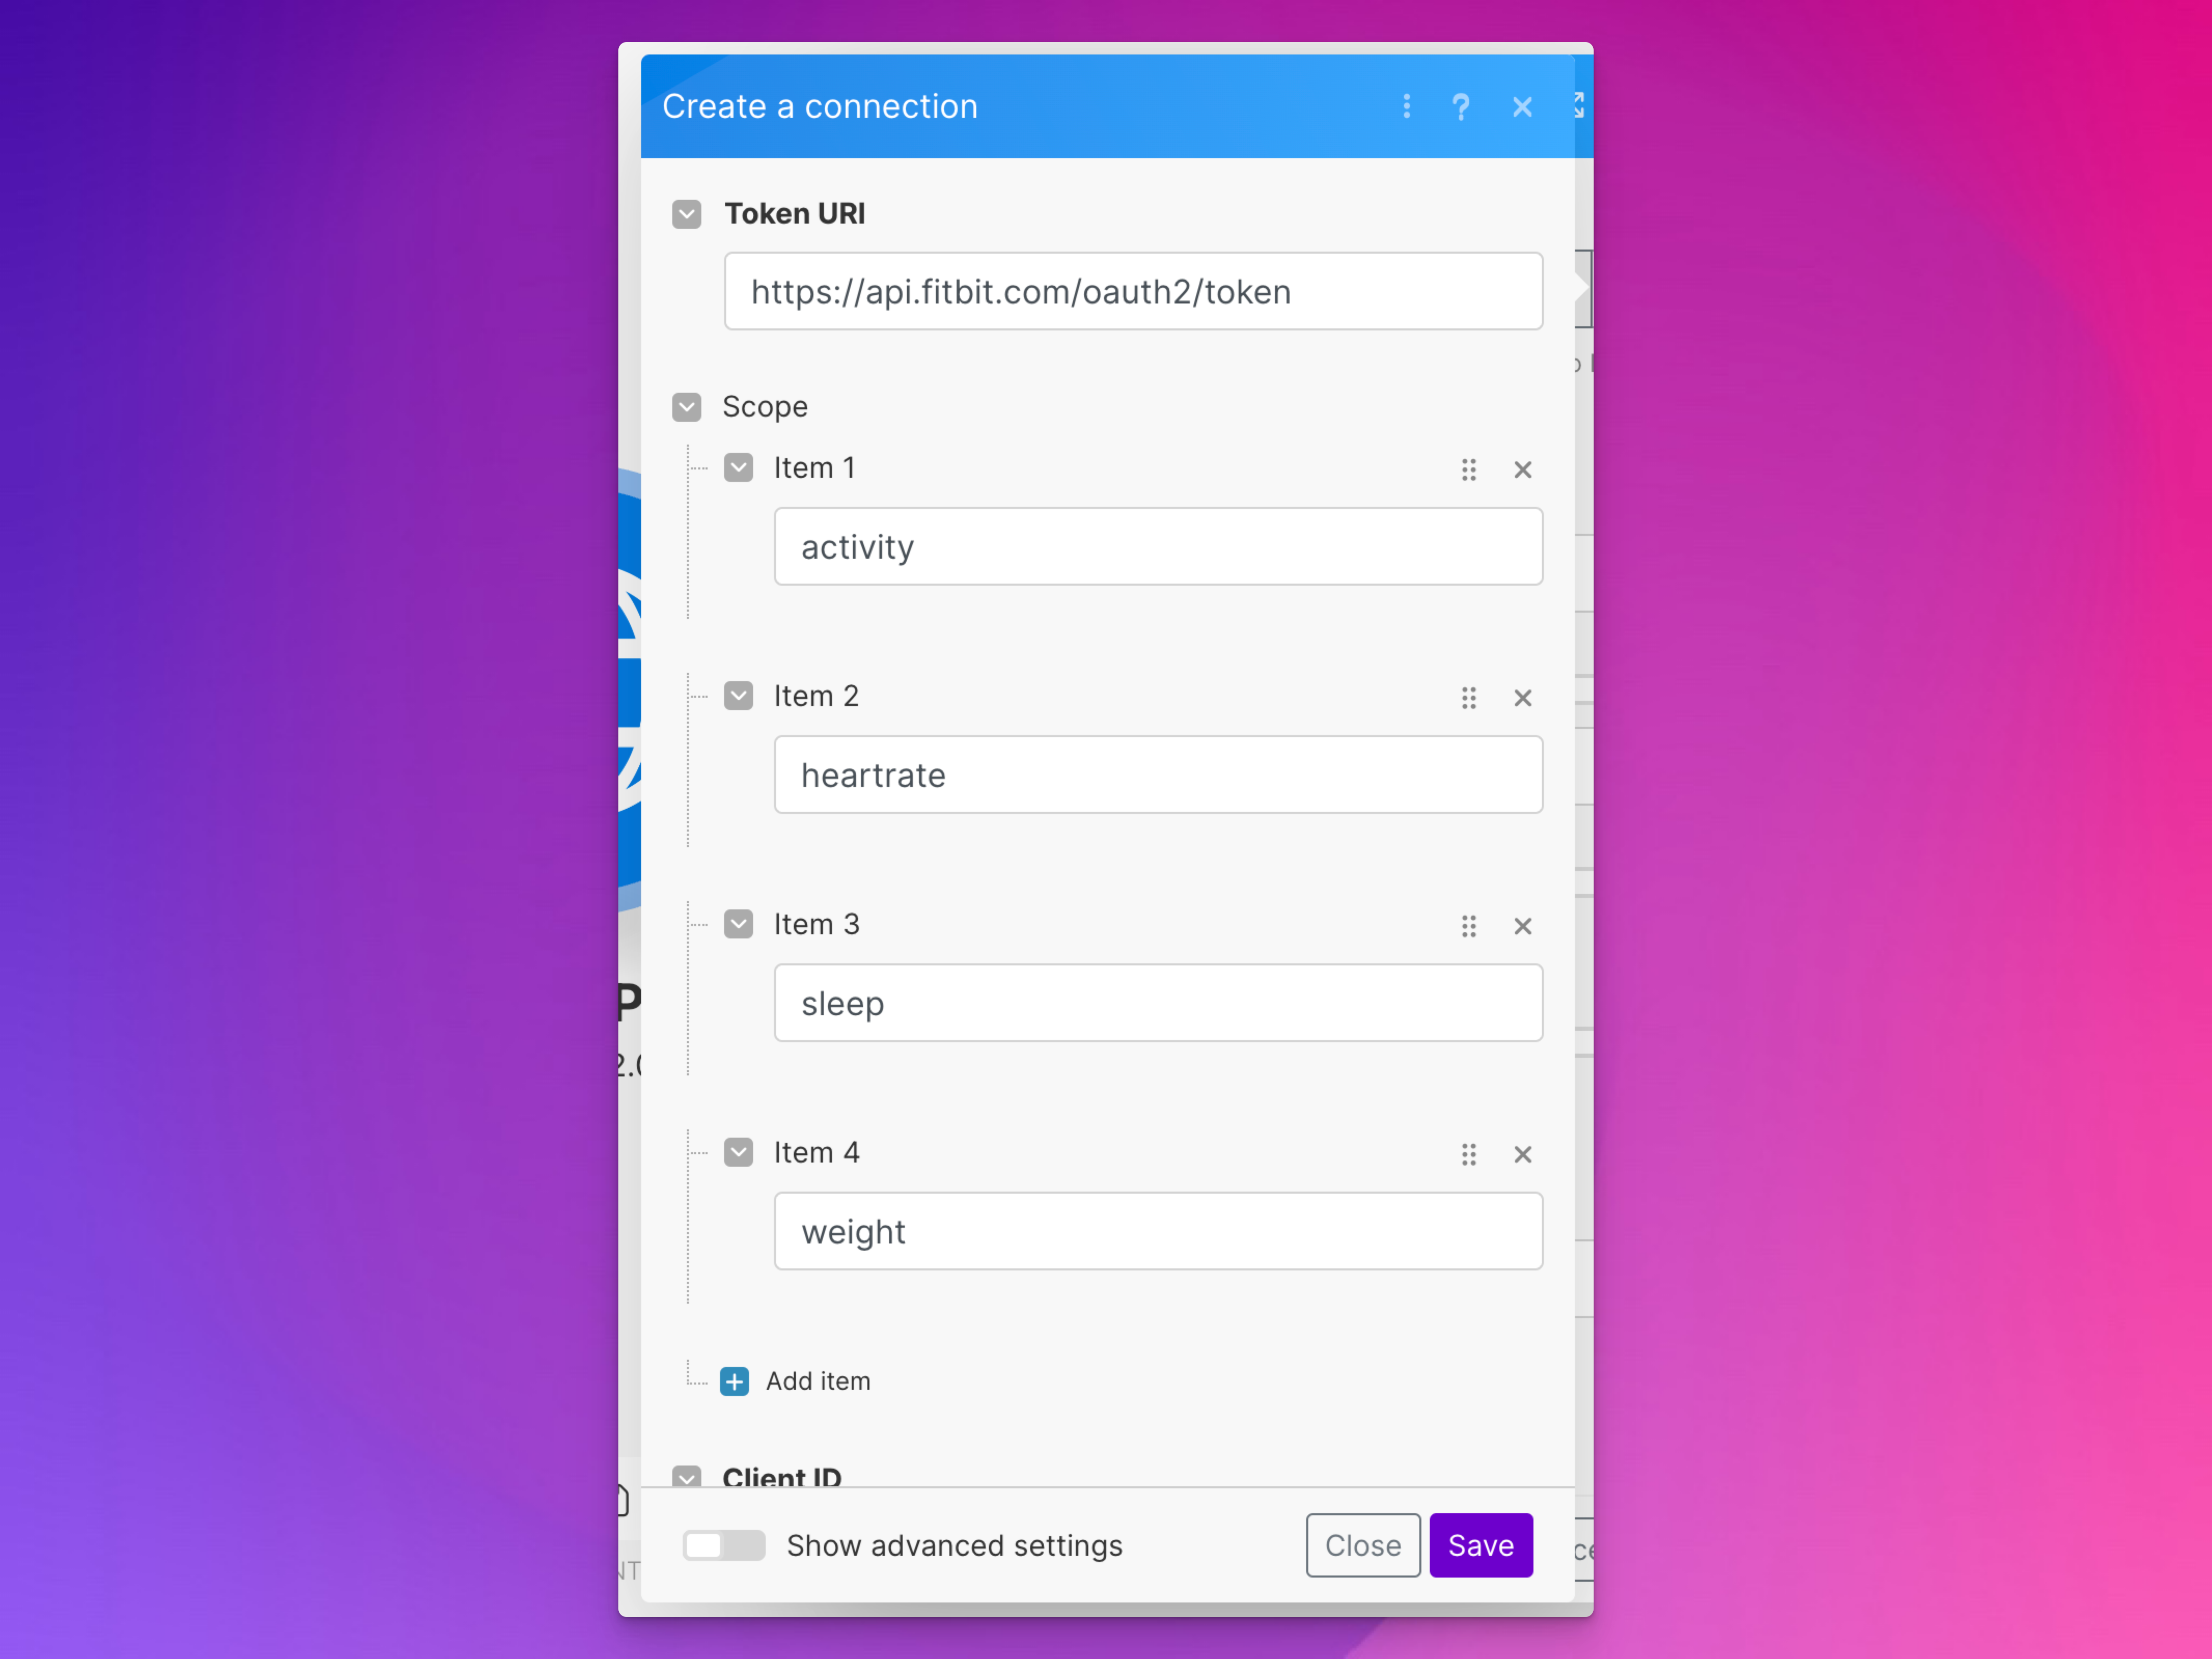 Create a connection
Token URI
https://api.fitbit.com/oauth2/token
Scope
Item 1
activity
Item 2
heartrate
Item 3
sleep
Item 4
weight
Add item
Client ID
Show advanced settings
Close
Save